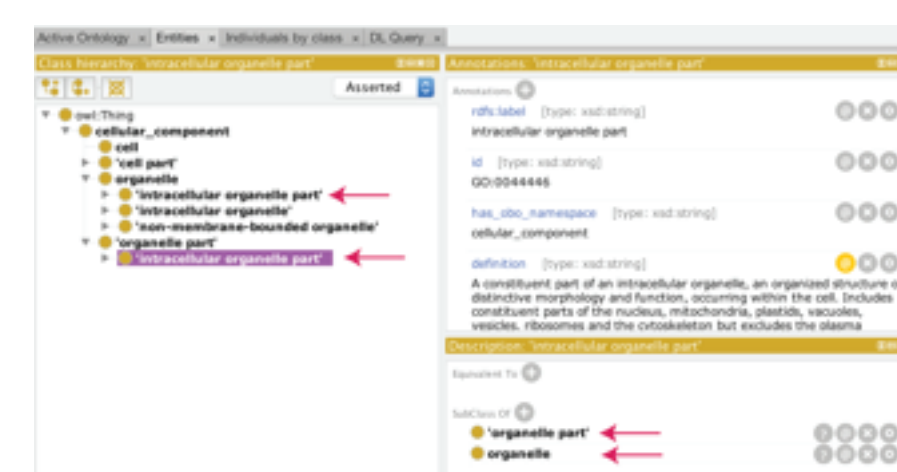 Active Ontology × Entities × Individuals by class × DL Query ×
Class hierarchy: 'intracellular organelle part'
Asserted
owl:Thing
cellular_component
cell
'cell part'
organelle
'intracellular organelle part'
'intracellular organelle'
'non-membrane-bounded organelle'
'organelle part'
'intracellular organelle part'
Annotations: 'intracellular organelle part'
Annotations
rdfs:label [type: xsd:string]
intracellular organelle part
id [type: xsd:string]
GO:0044446
has_obo_namespace [type: xsd:string]
cellular_component
definition [type: xsd:string]
A constituent part of an intracellular organelle, an organized structure
distinctive morphology and function, occurring within the cell. Includes
constituent parts of the nucleus, mitochondria, plastids, vacuoles,
vesicles, ribosomes and the cytoskeleton but excludes the plasma
Description: 'intracellular organelle part'
Equivalent To
SubClass Of
'organelle part'
organelle